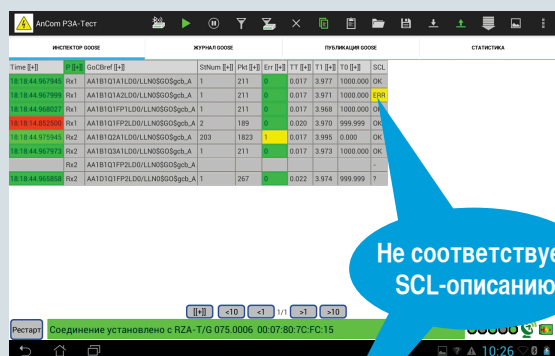 AnCom РЗА-Тест
ИНСПЕКТОР GOOSE ЖУРНАЛ GOOSE ПУБЛИКАЦИЯ GOOSE СТАТИСТИКА
Time [[+]] P [[+]] GoCBref [[+]] StNum [[+]] Pkt [[+]] Err [[+]] TT [[+]] T1 [[+]] T0 [[+]] SCL
18:18:44.967945 Rx1 AA1B1Q1A1LD0/LLN0$GO$gcb_A 1 211 0 0.017 3.977 1000.000 OK
18:18:44.967999 Rx1 AA1B1Q1A2LD0/LLN0$GO$gcb_A 1 211 0 0.017 3.971 1000.000 ERR
18:18:44.968027 Rx1 AA1B1Q1FP1LD0/LLN0$GO$gcb_A 1 211 0 0.017 3.968 1000.000 OK
18:18:14.852500 Rx1 AA1D1Q1FP2LD0/LLN0$GO$gcb_A 2 189 0 0.020 3.970 999.999 OK
18:18:44.975945 Rx2 AA1B1Q2A1LD0/LLN0$GO$gcb_A 203 1823 1 0.017 3.995 0.000 OK
18:18:44.967973 Rx2 AA1B1Q3A1LD0/LLN0$GO$gcb_A 1 211 0 0.017 3.973 1000.000 OK
Rx2 AA1B1Q1FP2LD0/LLN0$GO$gcb_A -
18:18:44.965858 Rx2 AA1D1Q1FP2LD0/LLN0$GO$gcb_A 1 267 0 0.022 3.974 999.999 ?
Не соответствуе
SCL-описанию
[[+]] <10 <1 1/1 >1 >10
Рестарт Соединение установлено с RZA-T/G 075.0006 00:07:80:7C:FC:15
10:26